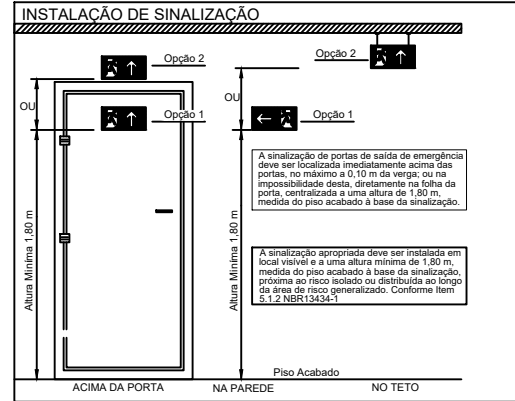 INSTALAÇÃO DE SINALIZAÇÃO
Opção 2
OU
Opção 1
Altura Mínima 1,80 m
ACIMA DA PORTA
Opção 2
OU
Opção 1
Altura Mínima 1,80 m
A sinalização de portas de saída de emergência
deve ser localizada imediatamente acima das
portas, no máximo a 0,10 m da verga; ou na
impossibilidade desta, diretamente na folha da
porta, centralizada a uma altura de 1,80 m,
medida do piso acabado à base da sinalização.
A sinalização apropriada deve ser instalada em
local visível e a uma altura mínima de 1,80 m,
medida do piso acabado à base da sinalização,
próxima ao risco isolado ou distribuída ao longo
da área de risco generalizado. Conforme Item
5.1.2 NBR13434-1
Piso Acabado
NA PAREDE
NO TETO